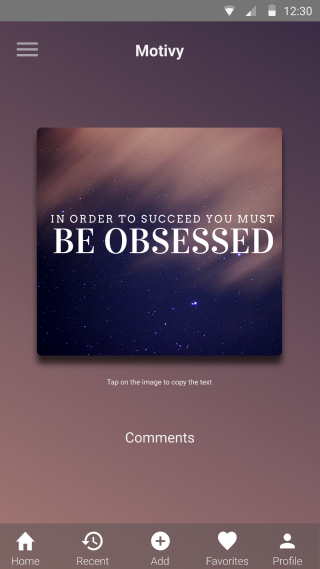 12:30
Motivy
IN ORDER TO SUCCEED YOU MUST
BE OBSESSED
Tap on the image to copy the text
Comments
Home Recent Add Favorites Profile